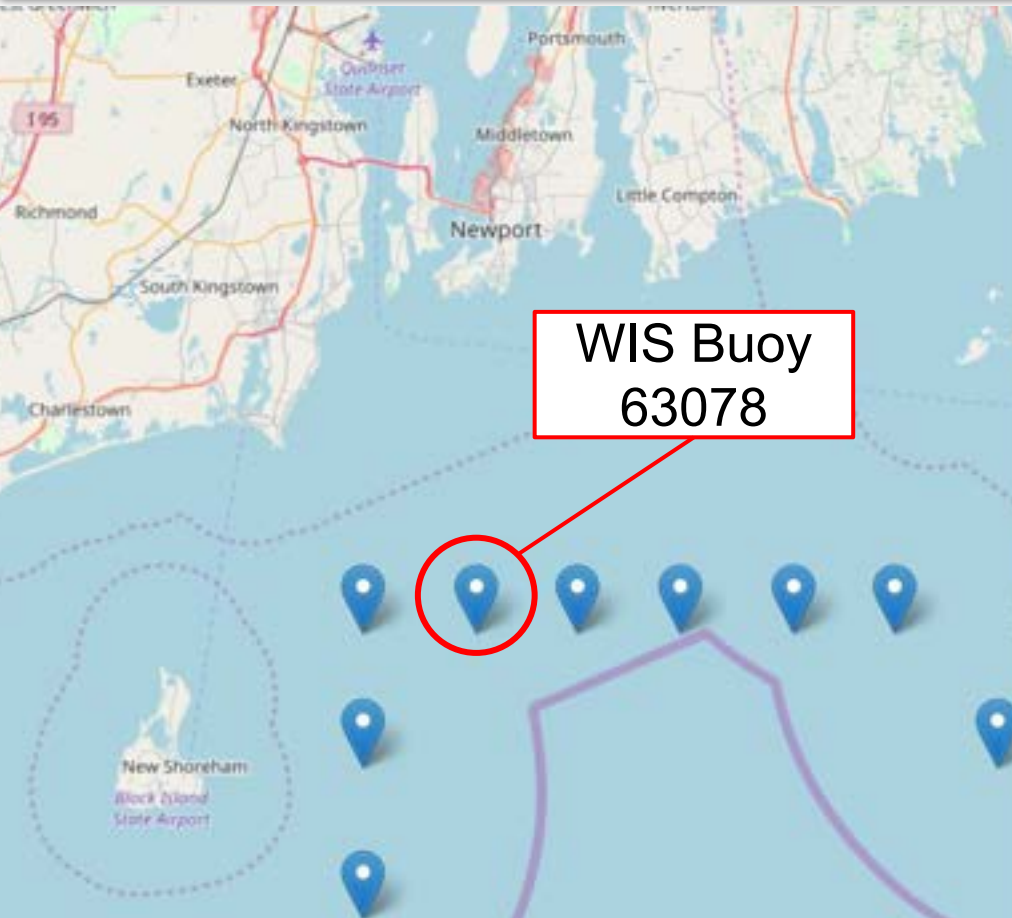 Portsmouth
Exeter
Quonset
State Airport
I 95
North Kingstown
Middletown
Richmond
Little Compton
Newport
South Kingstown
WIS Buoy
63078
Charlestown
New Shoreham
Block Island
State Airport